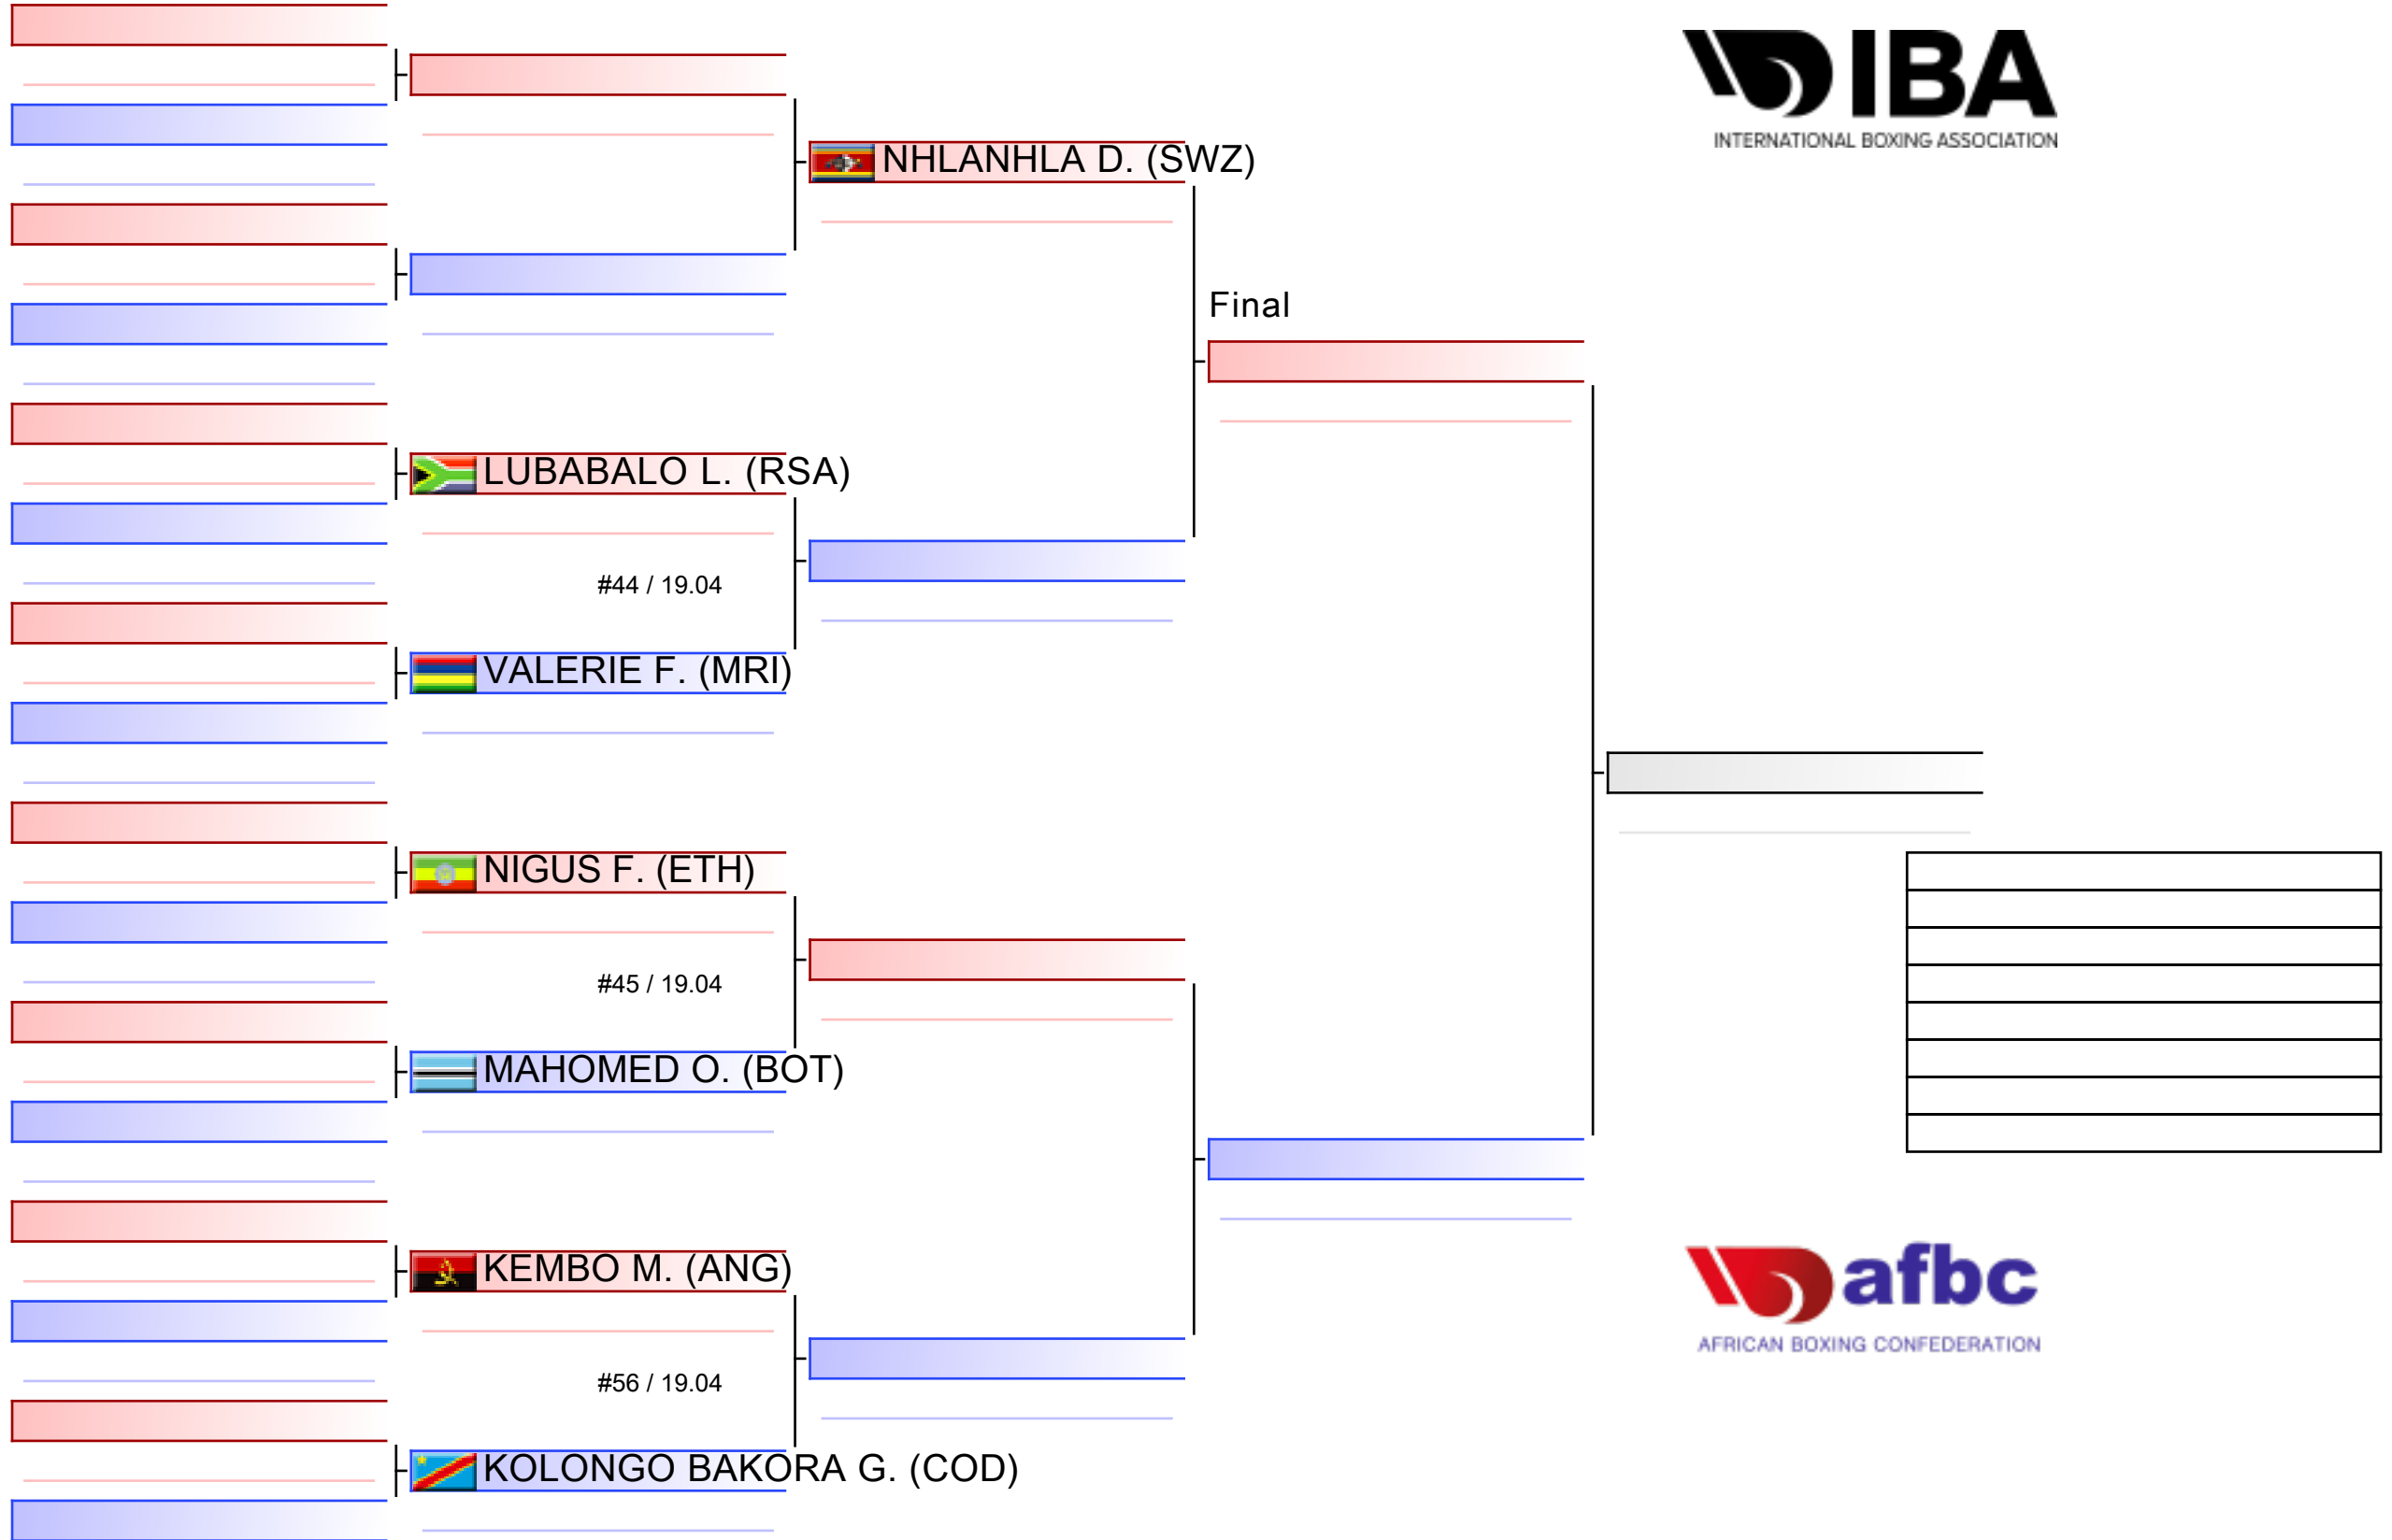 IBA
INTERNATIONAL BOXING ASSOCIATION
NHLANHLA D. (SWZ)
Final
LUBABALO L. (RSA)
#44 / 19.04
VALERIE F. (MRI)
NIGUS F. (ETH)
#45 / 19.04
MAHOMED O. (BOT)
KEMBO M. (ANG)
afbc
AFRICAN BOXING CONFEDERATION
#56 / 19.04
KOLONGO BAKORA G. (COD)